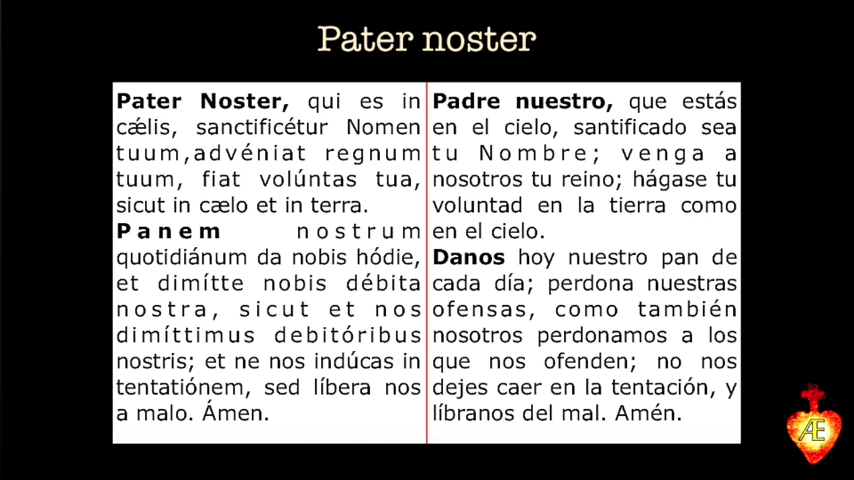 Pater noster
Pater Noster, qui es in
cǽlis, sanctificétur Nomen
tuum,advéniat regnum
tuum, fiat volúntas tua,
sicut in cælo et in terra.
Panem nostrum
quotidiánum da nobis hódie,
et dimítte nobis débita
nostra, sicut et nos
dimíttimus debitóribus
nostris; et ne nos indúcas in
tentatiónem, sed líbera nos
a malo. Ámen.
Padre nuestro, que estás
en el cielo, santificado sea
tu Nombre; venga a
nosotros tu reino; hágase tu
voluntad en la tierra como
en el cielo.
Danos hoy nuestro pan de
cada día; perdona nuestras
ofensas, como también
nosotros perdonamos a los
que nos ofenden; no nos
dejes caer en la tentación, y
líbranos del mal. Amén.
Æ